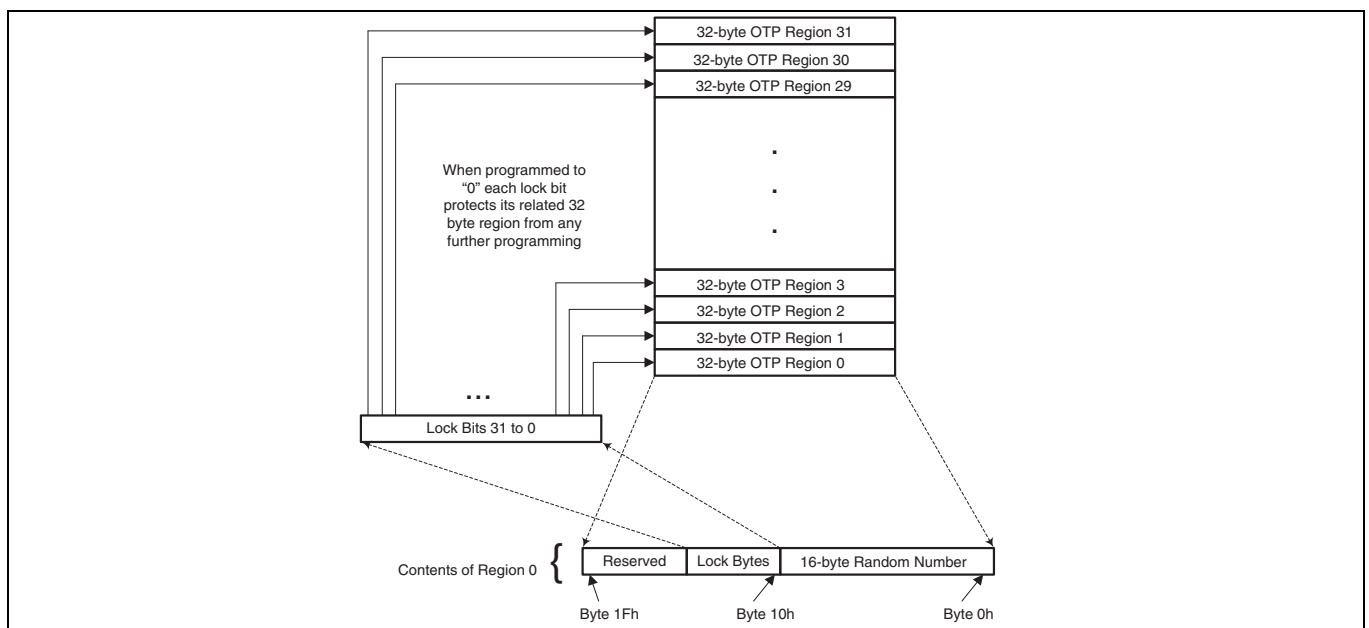 32-byte OTP Region 31
32-byte OTP Region 30
32-byte OTP Region 29
.
.
.
When programmed to
“0” each lock bit
protects its related 32
byte region from any
further programming
32-byte OTP Region 3
32-byte OTP Region 2
32-byte OTP Region 1
32-byte OTP Region 0
...
Lock Bits 31 to 0
Contents of Region 0 {
Reserved
Lock Bytes
16-byte Random Number
Byte 1Fh
Byte 10h
Byte 0h